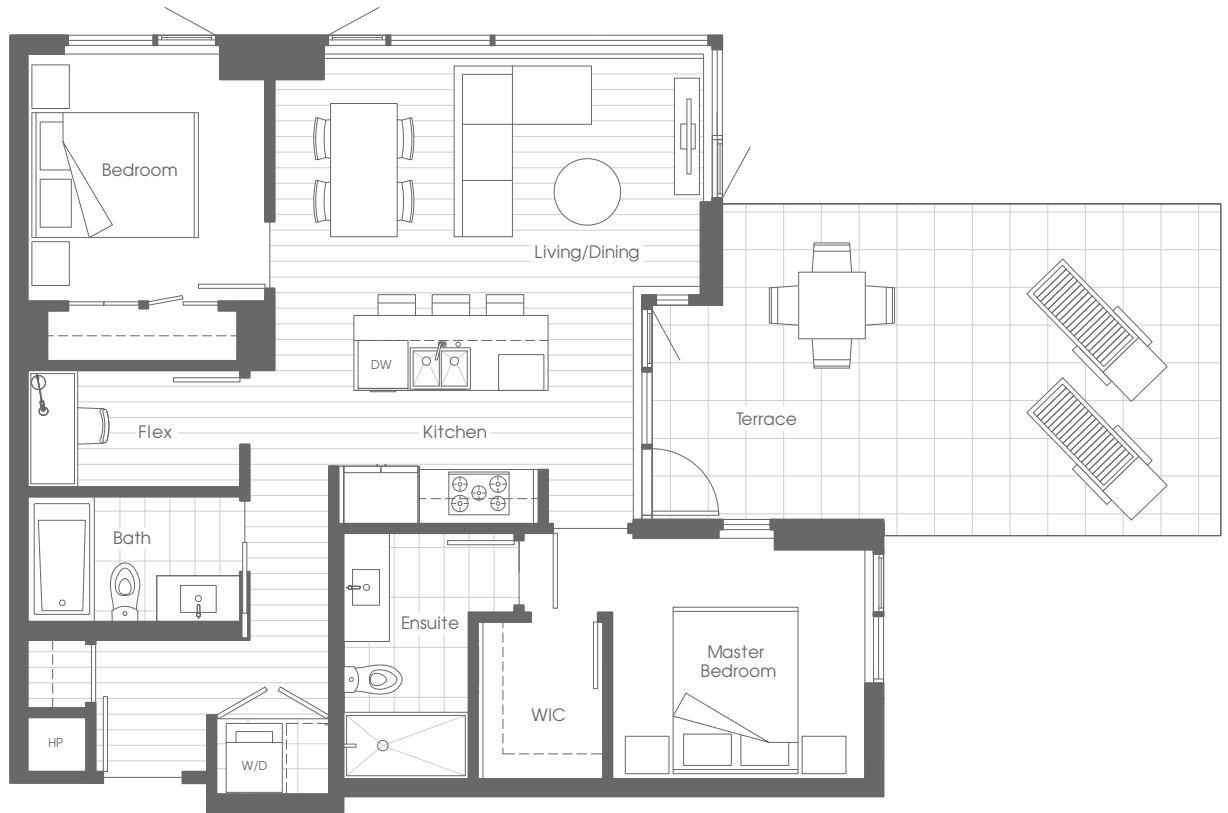 Bedroom
Living/Dining
DW
Flex
Kitchen
Terrace
Bath
Ensuite
Master
Bedroom
WIC
HP
W/D